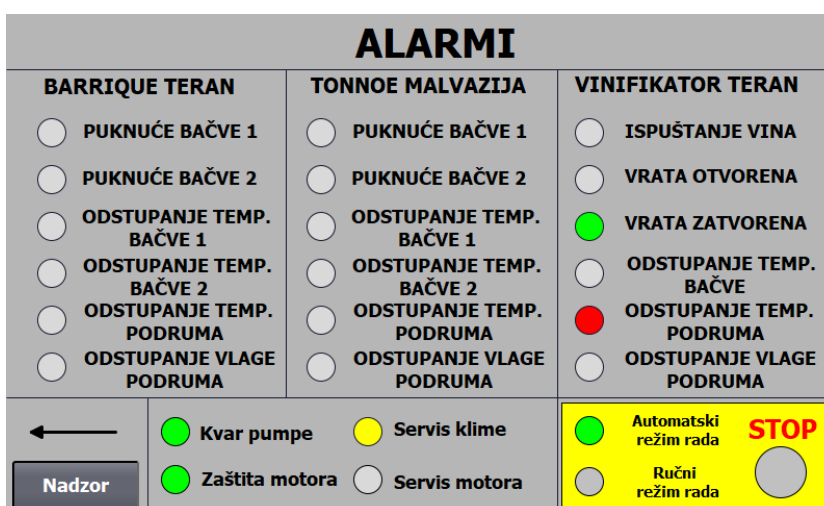 ALARMI
BARRIQUE TERAN
PUKNUĆE BAČVE 1
PUKNUĆE BAČVE 2
ODSTUPANJE TEMP.
BAČVE 1
ODSTUPANJE TEMP.
BAČVE 2
ODSTUPANJE TEMP.
PODRUMA
ODSTUPANJE VLAGE
PODRUMA
TONNOE MALVAZIJA
PUKNUĆE BAČVE 1
PUKNUĆE BAČVE 2
ODSTUPANJE TEMP.
BAČVE 1
ODSTUPANJE TEMP.
BAČVE 2
ODSTUPANJE TEMP.
PODRUMA
ODSTUPANJE VLAGE
PODRUMA
VINIFIKATOR TERAN
ISPUŠTANJE VINA
VRATA OTVORENA
VRATA ZATVORENA
ODSTUPANJE TEMP.
BAČVE
ODSTUPANJE TEMP.
PODRUMA
ODSTUPANJE VLAGE
PODRUMA
Nadzor
Kvar pumpe
Zaštita motora
Servis klime
Servis motora
Automatski
režim rada
Ručni
režim rada
STOP